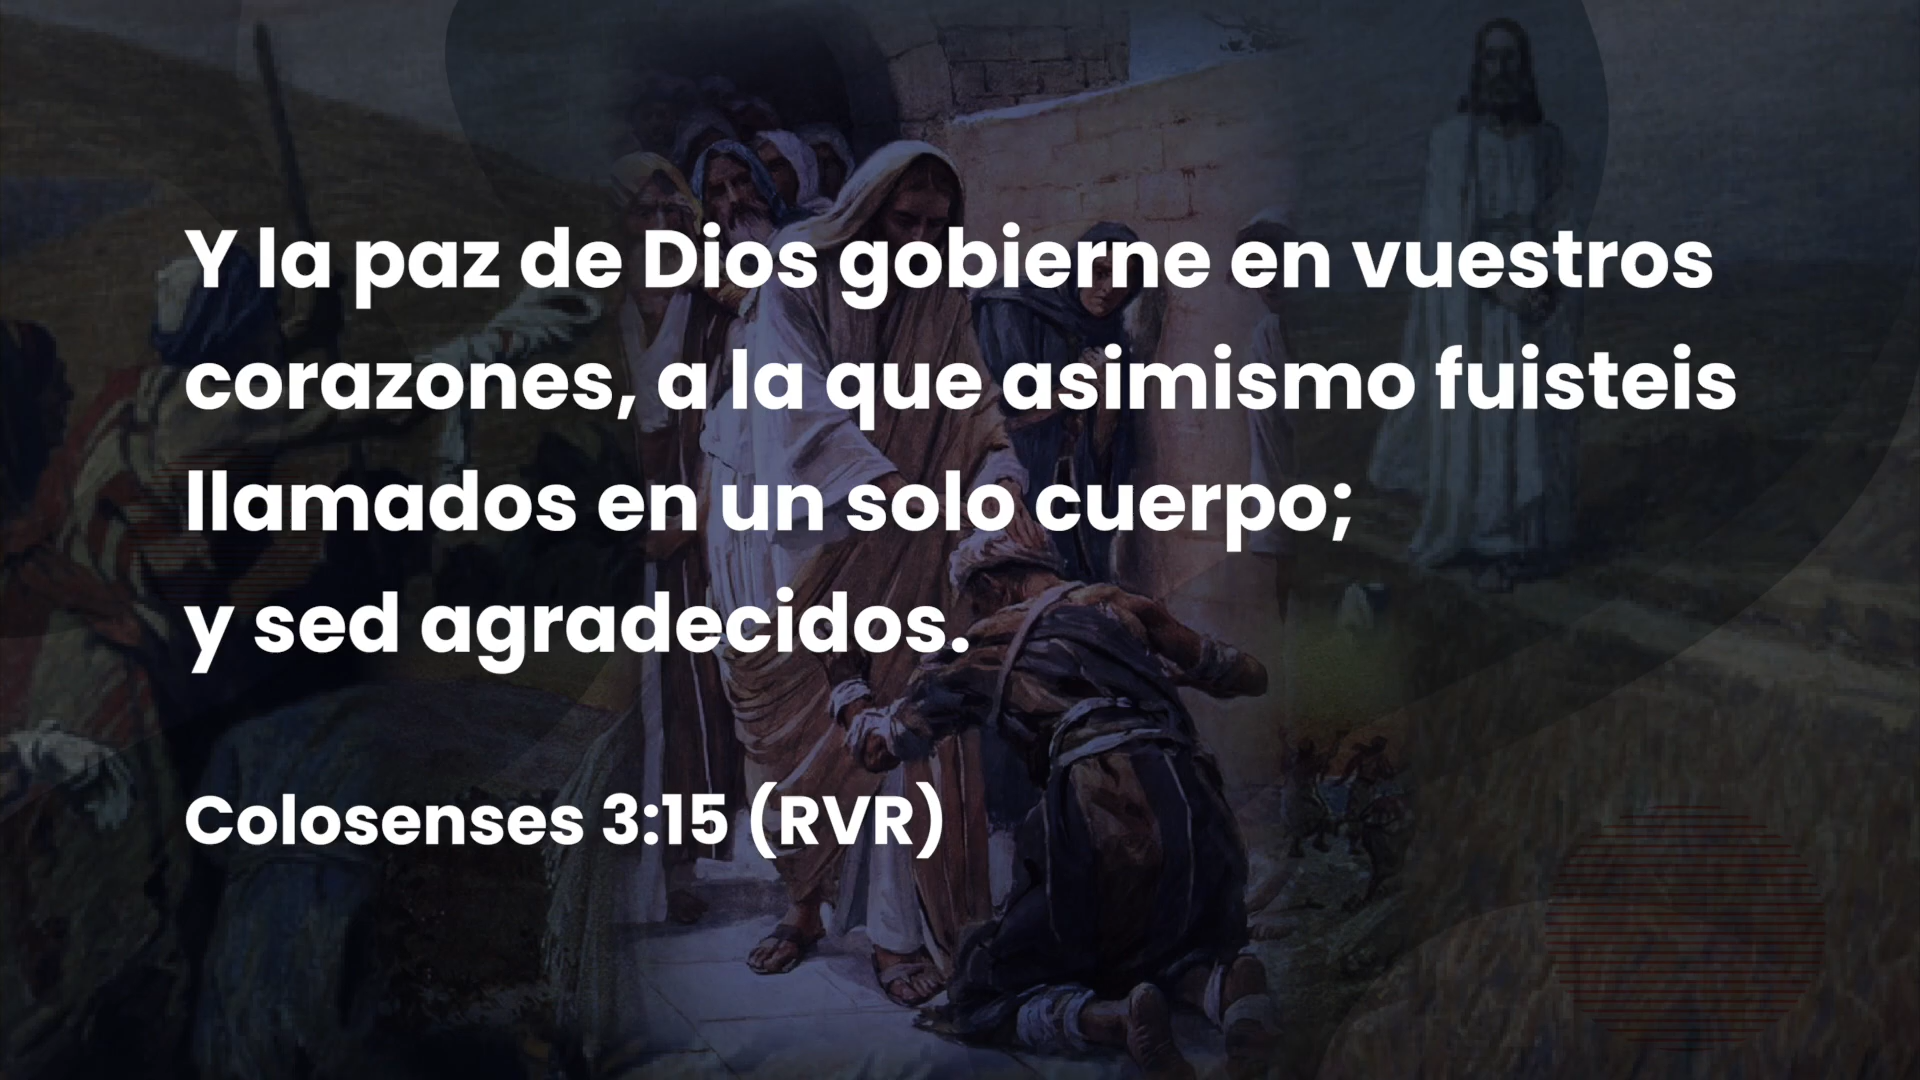 Y la paz de Dios gobierne en vuestros
corazones, a la que asimismo fuisteis
llamados en un solo cuerpo;
y sed agradecidos.
Colosenses 3:15 (RVR)